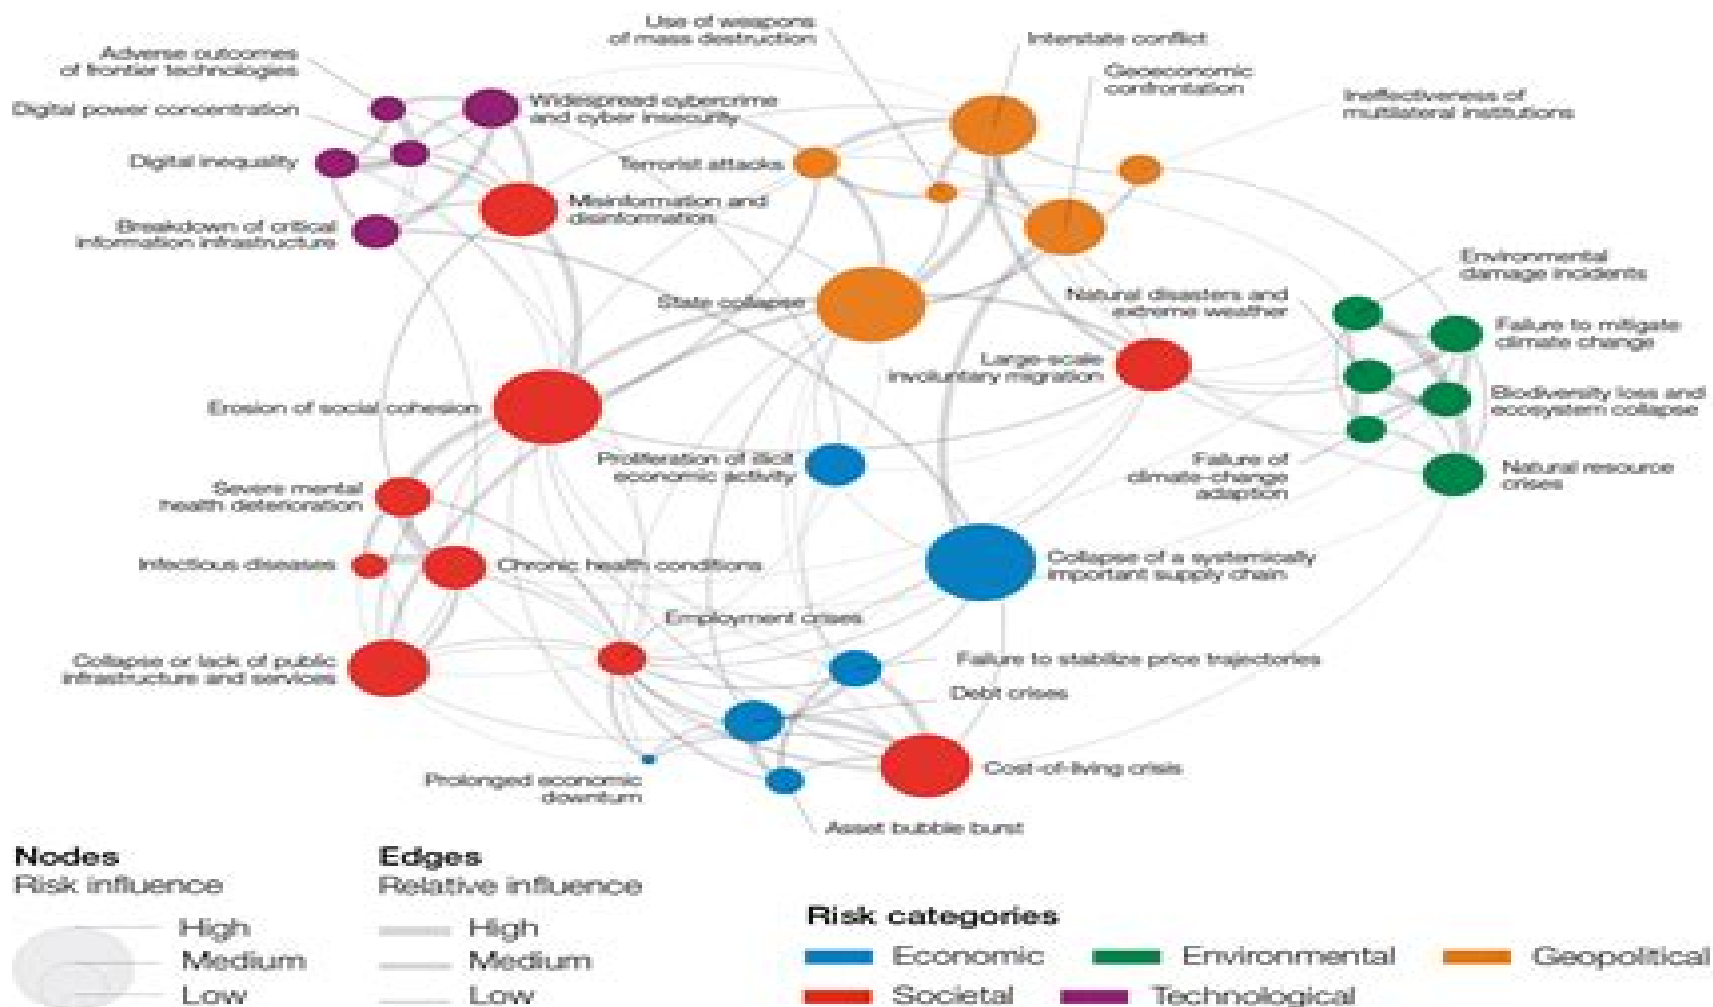 Use of weapons
of mass destruction
Interstate conflict
Adverse outcomes
of frontier technologies
Geoeconomic
confrontation
Digital power concentration
Widespread cybercrime
and cyber insecurity
Ineffectiveness of
multilateral institutions
Digital inequality
Terrorist attacks
Misinformation and
disinformation
Breakdown of critical
information infrastructure
Environmental
damage incidents
State collapse
Natural disasters and
extreme weather
Failure to mitigate
climate change
Large-scale
involuntary migration
Erosion of social cohesion
Biodiversity loss and
ecosystem collapse
Proliferation of illicit
economic activity
Failure of
climate-change
adaption
Natural resource
crises
Severe mental
health deterioration
Infectious diseases
Chronic health conditions
Collapse of a systemically
important supply chain
Employment crises
Collapse or lack of public
infrastructure and services
Failure to stabilize price trajectories
Debt crises
Prolonged economic
downturn
Cost-of-living crisis
Asset bubble burst
Nodes
Risk influence
High
Medium
Low
Edges
Relative influence
High
Medium
Low
Risk categories
Economic
Environmental
Geopolitical
Societal
Technological